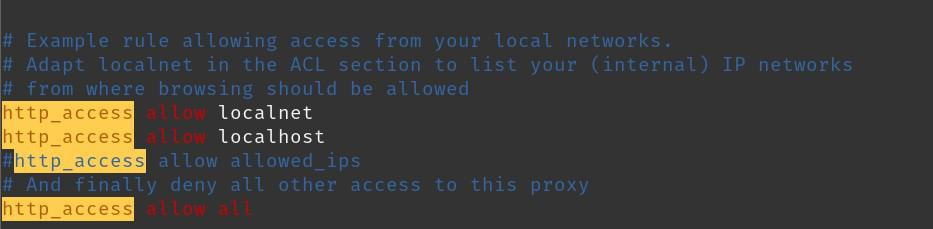 # Example rule allowing access from your local networks.
# Adapt localnet in the ACL section to list your (internal) IP networks
# from where browsing should be allowed
http_access allow localnet
http_access allow localhost
#http_access allow allowed_ips
# And finally deny all other access to this proxy
http_access allow all